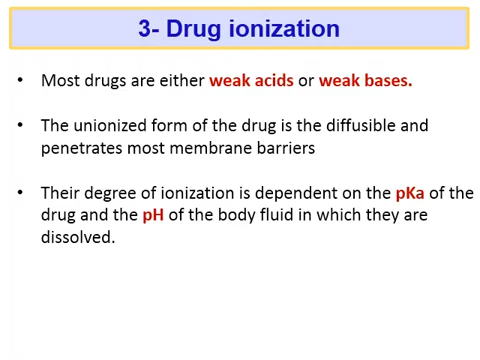 3- Drug ionization
• Most drugs are either weak acids or weak bases.
• The unionized form of the drug is the diffusible and
penetrates most membrane barriers
• Their degree of ionization is dependent on the pKa of the
drug and the pH of the body fluid in which they are
dissolved.